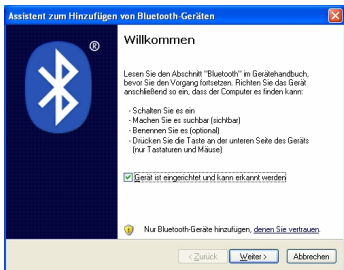 Assistent zum Hinzufügen von Bluetooth-Geräten
®
Willkommen
Lesen Sie den Abschnitt "Bluetooth" im Gerätehandbuch,
bevor Sie den Vorgang fortsetzen. Richten Sie das Gerät
anschließend so ein, dass der Computer es finden kann:
- Schalten Sie es ein
- Machen Sie es suchbar (sichtbar)
- Benennen Sie es (optional)
- Drücken Sie die Taste an der unteren Seite des Geräts
(nur Tastaturen und Mäuse)
Gerät ist eingerichtet und kann erkannt werden
Nur Bluetooth-Geräte hinzufügen, denen Sie vertrauen.
< Zurück Weiter > Abbrechen